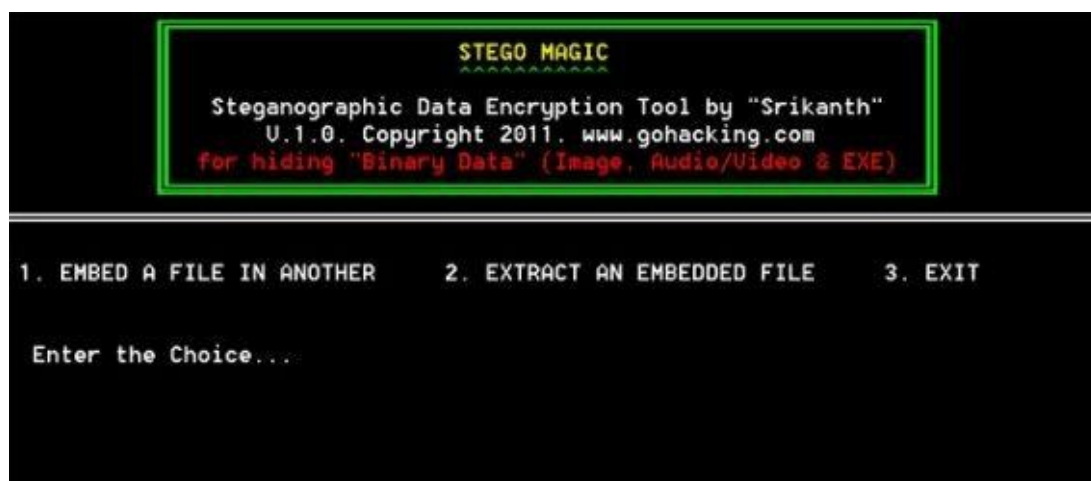 STEGO MAGIC
^^^^^^^^^^^
Steganographic Data Encryption Tool by "Srikanth"
V.1.0. Copyright 2011. www.gohacking.com
for hiding "Binary Data" (Image, Audio/Video & EXE)
1. EMBED A FILE IN ANOTHER 2. EXTRACT AN EMBEDDED FILE 3. EXIT
Enter the Choice...